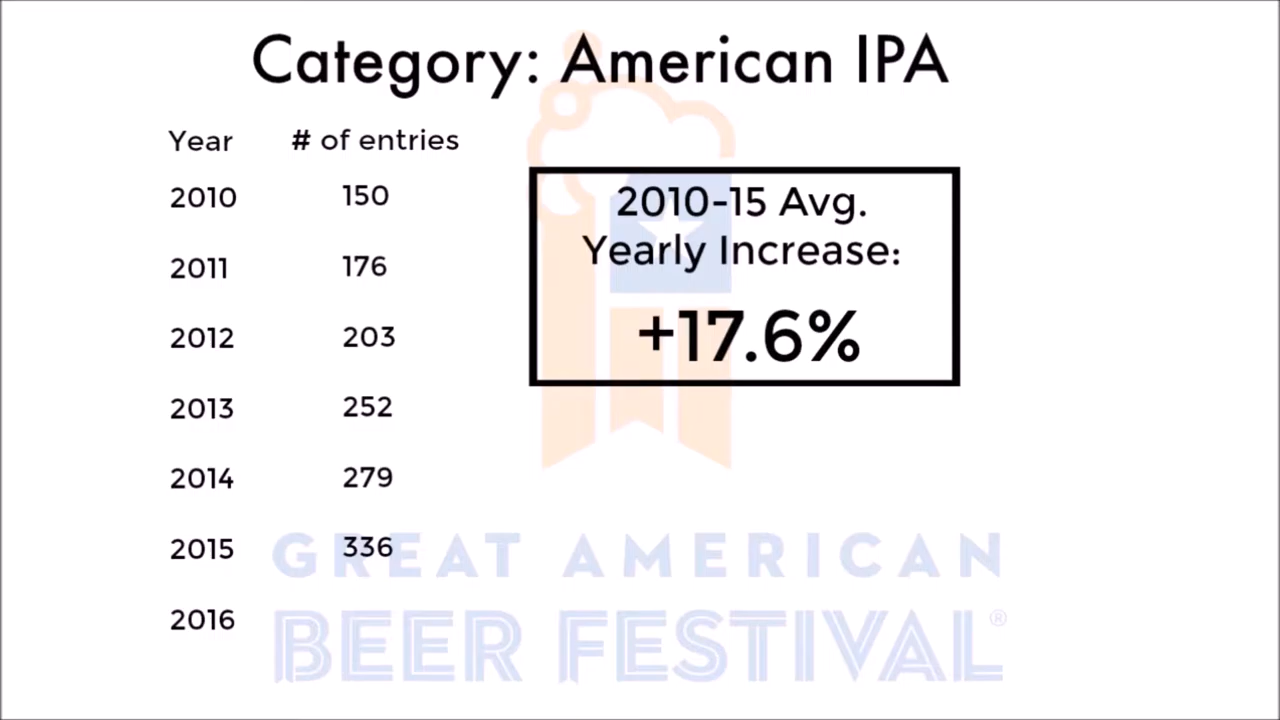 Category: American IPA
Year # of entries
2010 150
2011 176
2012 203
2013 252
2014 279
2015 336
2016
2010-15 Avg.
Yearly Increase:
+17.6%
GREAT AMERICAN
BEER FESTIVAL®